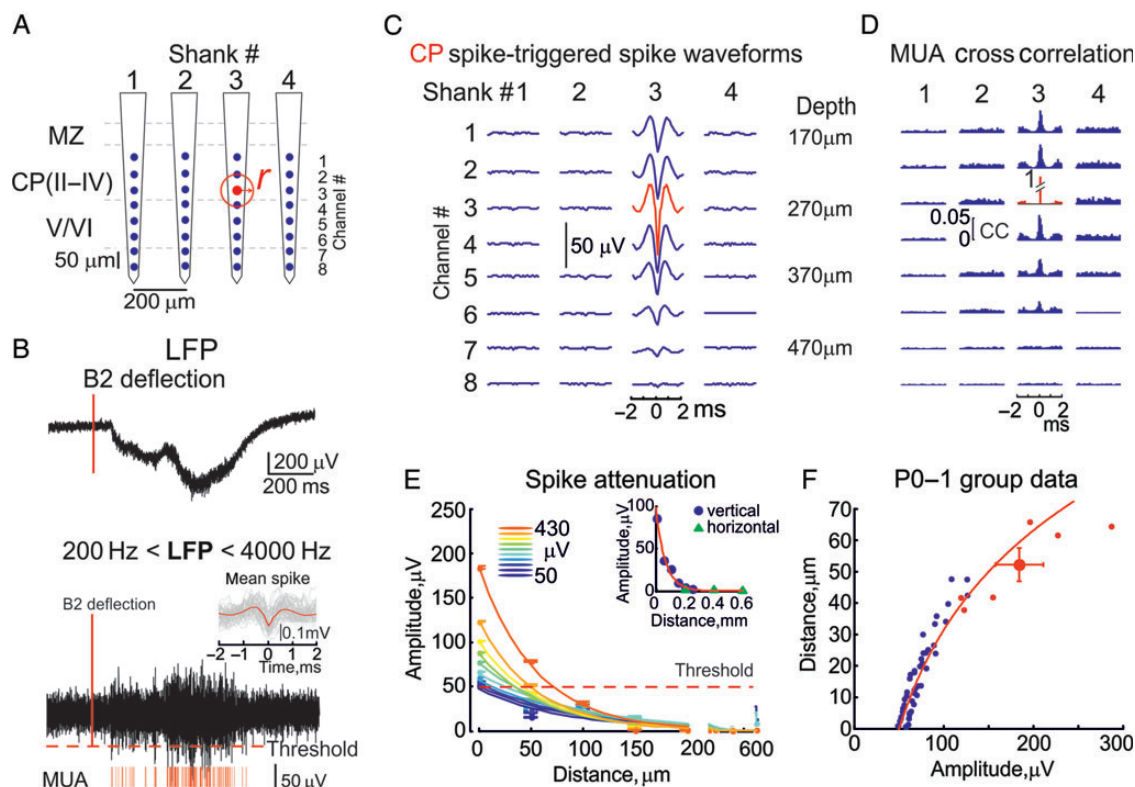 A
Shank #
1 2 3 4
MZ
CP(II–IV)
V/VI
50 µml
r
1
2
3
4
5
6
7
8
Channel #
200 µm
B
LFP
B2 deflection
200 µV
200 ms
200 Hz < LFP < 4000 Hz
B2 deflection
Mean spike
0.1mV
−2 −1 0 1 2
Time,ms
Threshold
MUA
50 µV
C
CP spike-triggered spike waveforms
Shank #1 2 3 4
Channel #
1
2
3
4
5
6
7
8
50 µV
−2 0 2 ms
Depth
170µm
270µm
370µm
470µm
D
MUA cross correlation
1 2 3 4
1
0.05
0
CC
−2 0 2
ms
E
Spike attenuation
250
200
150
100
50
0
Amplitude,µV
430
µV
50
100
50
0
Amplitude,µV
vertical
horizontal
0 0.2 0.4 0.6
Distance,mm
Threshold
0 50 100 150 200 600
Distance, µm
F
P0–1 group data
70
60
50
40
30
20
10
0
Distance,µm
0 100 200 300
Amplitude,µV